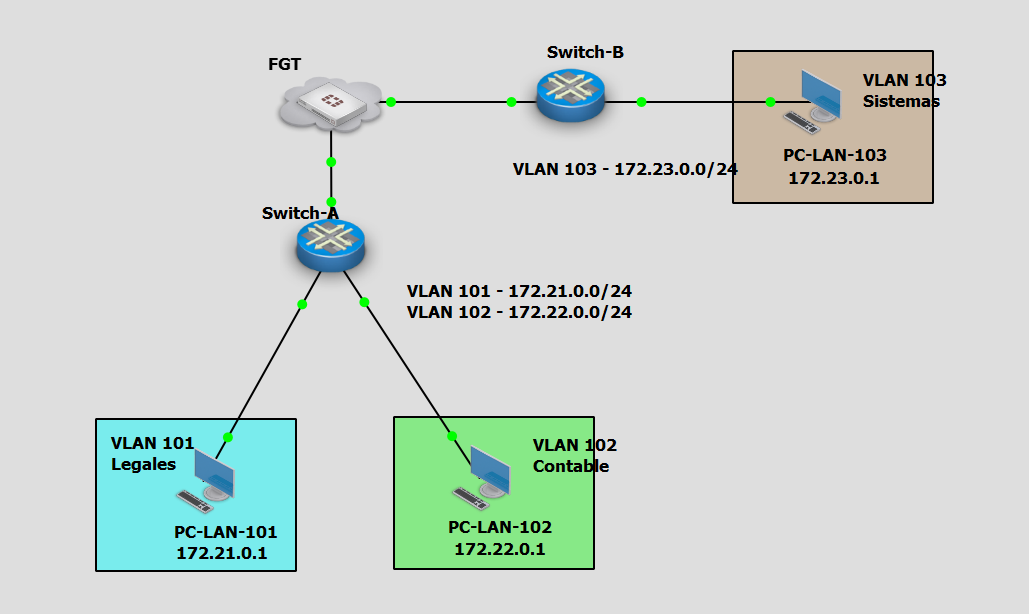 FGT
Switch-B
VLAN 103
Sistemas
PC-LAN-103
172.23.0.1
VLAN 103 - 172.23.0.0/24
Switch-A
VLAN 101 - 172.21.0.0/24
VLAN 102 - 172.22.0.0/24
VLAN 101
Legales
PC-LAN-101
172.21.0.1
VLAN 102
Contable
PC-LAN-102
172.22.0.1